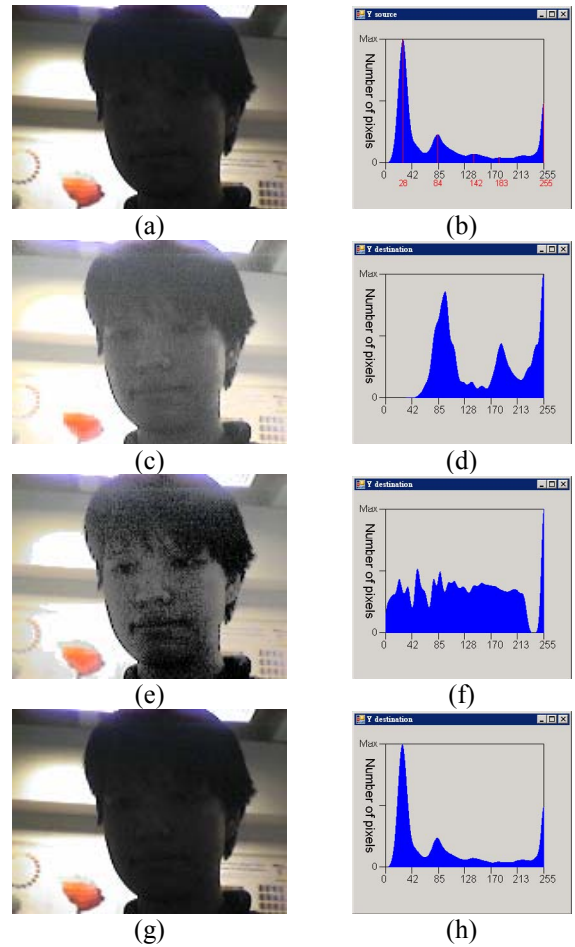 Y source
Max
Number of pixels
0
0 42 85 128 170 213 255
28 84 142 183 255
(a) (b)
Y destination
Max
Number of pixels
0
0 42 85 128 170 213 255
(c) (d)
Y destination
Max
Number of pixels
0
0 42 85 128 170 213 255
(e) (f)
Y destination
Max
Number of pixels
0
0 42 85 128 170 213 255
(g) (h)